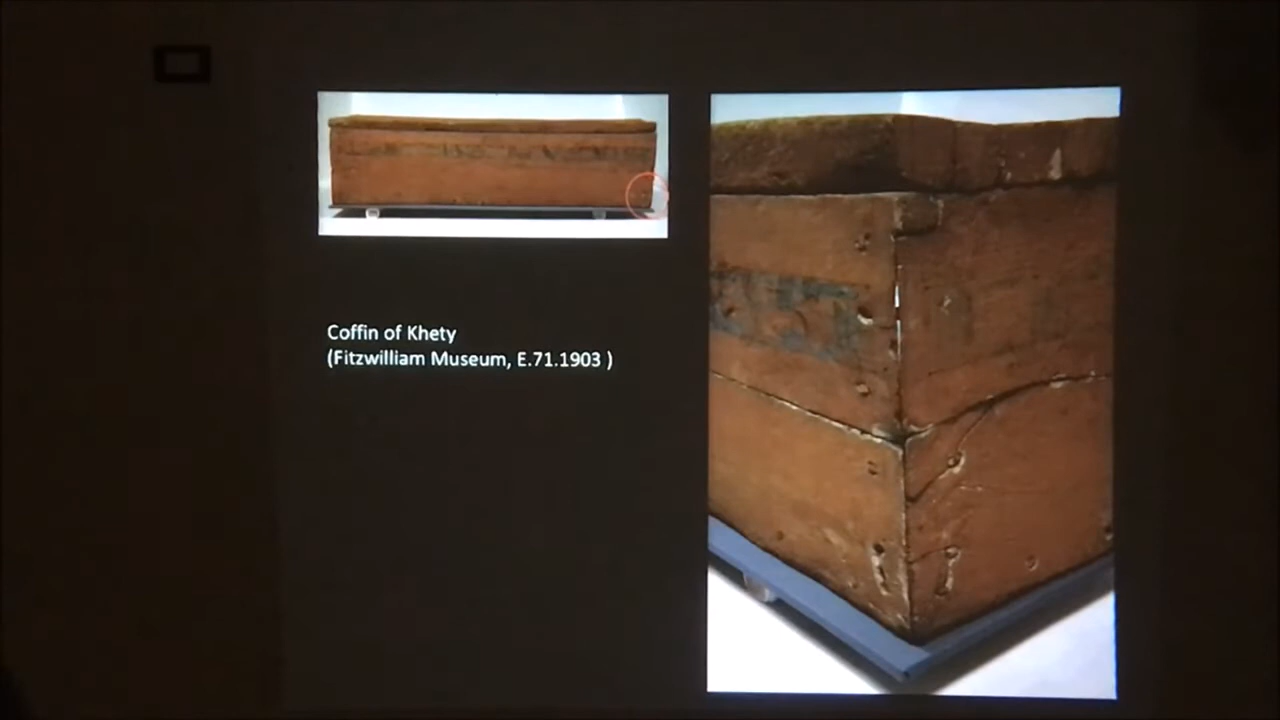 Coffin of Khety
(Fitzwilliam Museum, E.71.1903 )